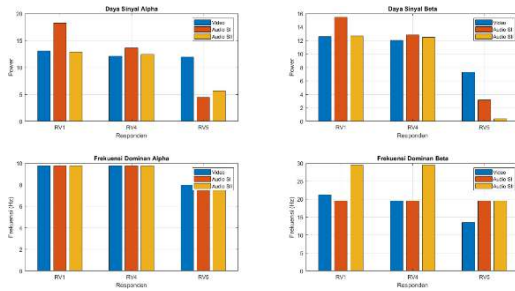 Daya Sinyal Alpha
Power
20
15
10
5
0
RV1
RV4
RV5
Responden
Video
Audio SI
Audio SII
Daya Sinyal Beta
Power
16
14
12
10
8
6
4
2
0
RV1
RV4
RV5
Responden
Video
Audio SI
Audio SII
Frekuensi Dominan Alpha
Frekuensi (Hz)
10
8
6
4
2
0
RV1
RV4
RV5
Responden
Video
Audio SI
Audio SII
Frekuensi Dominan Beta
Frekuensi (Hz)
30
25
20
15
10
5
0
RV1
RV4
RV5
Responden
Video
Audio SI
Audio SII